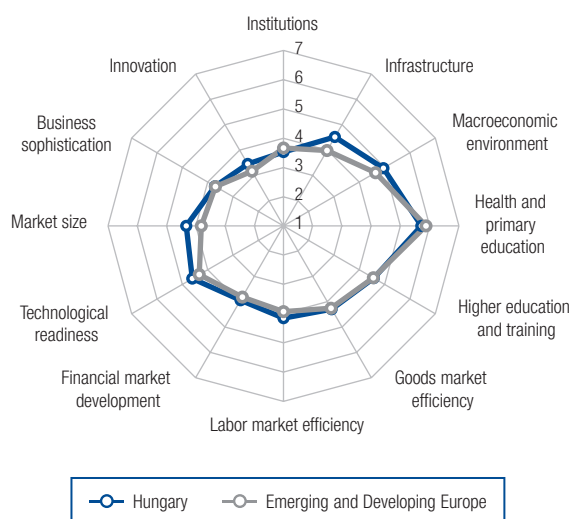 Institutions
Innovation
Infrastructure
Business
sophistication
Macroeconomic
environment
Market size
Health and
primary
education
Technological
readiness
Higher education
and training
Financial market
development
Goods market
efficiency
Labor market efficiency
7
6
5
4
3
2
1
Hungary
Emerging and Developing Europe